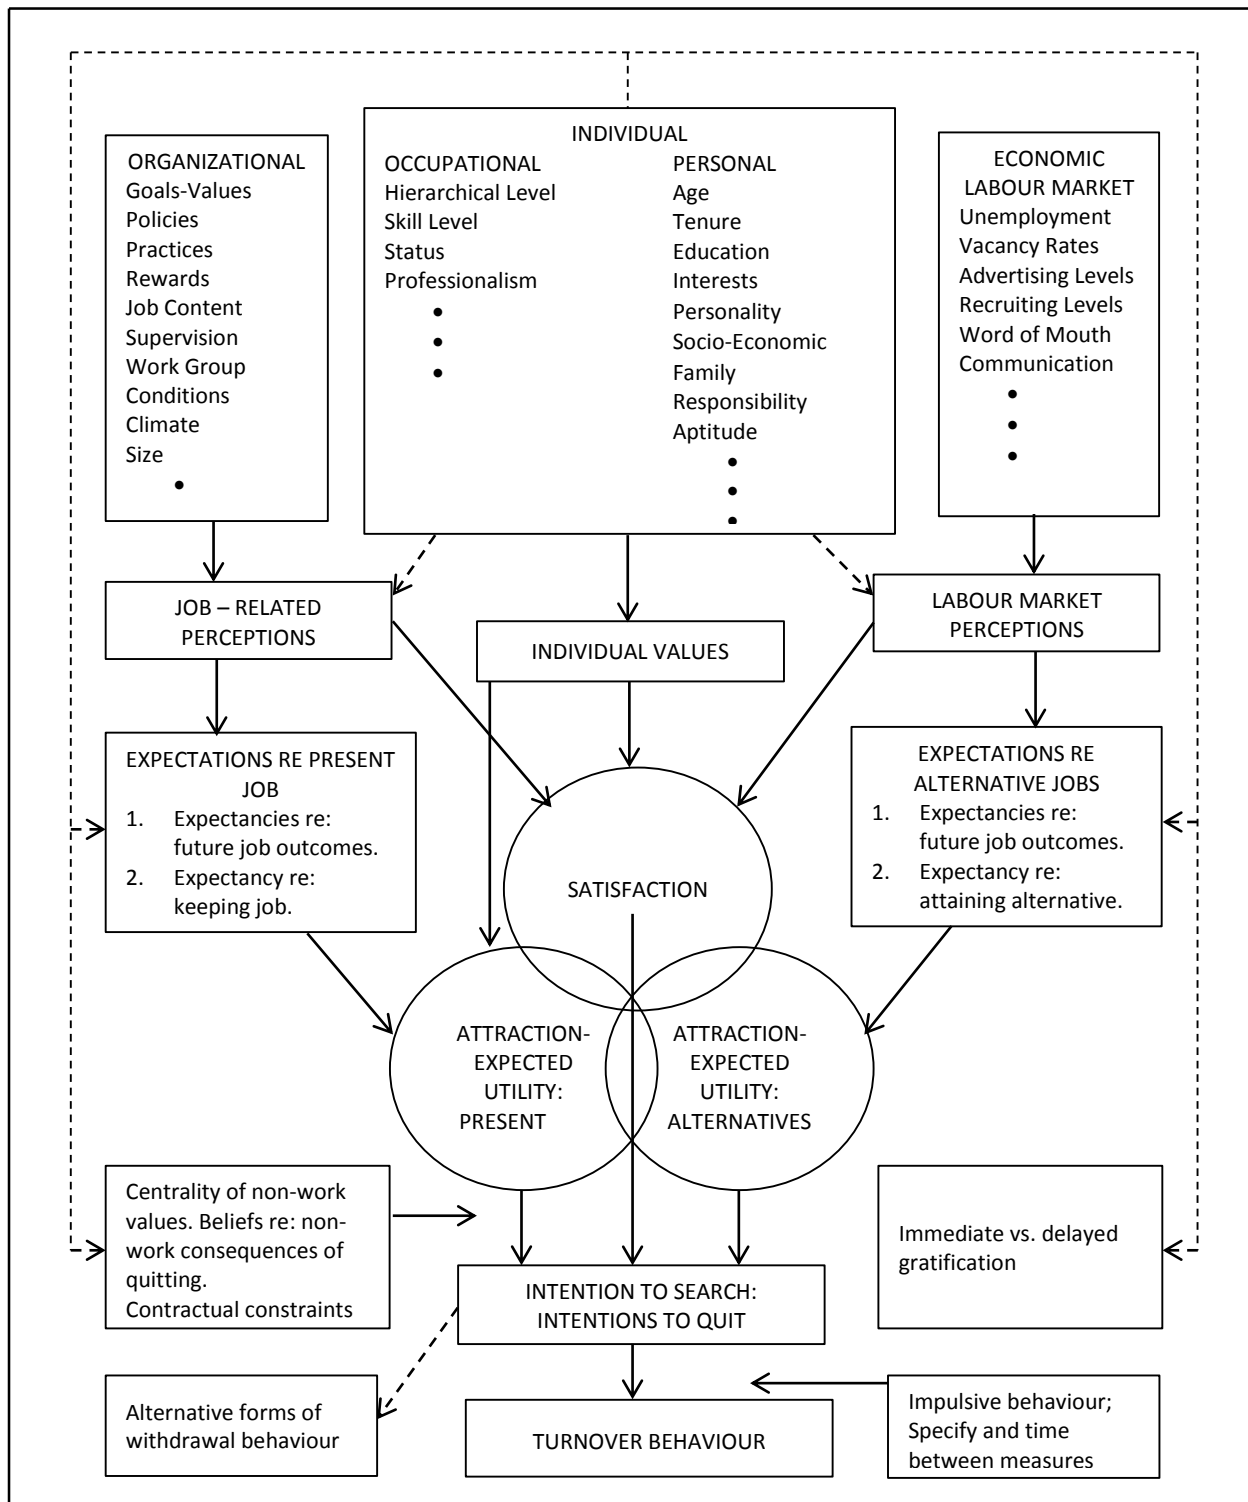 INDIVIDUAL
ORGANIZATIONAL
Goals-Values
Policies
Practices
Rewards
Job Content
Supervision
Work Group
Conditions
Climate
Size
•
OCCUPATIONAL
Hierarchical Level
Skill Level
Status
Professionalism
•
•
•
PERSONAL
Age
Tenure
Education
Interests
Personality
Socio-Economic
Family
Responsibility
Aptitude
•
•
•
ECONOMIC
LABOUR MARKET
Unemployment
Vacancy Rates
Advertising Levels
Recruiting Levels
Word of Mouth
Communication
•
•
•
JOB – RELATED
PERCEPTIONS
INDIVIDUAL VALUES
LABOUR MARKET
PERCEPTIONS
EXPECTATIONS RE PRESENT
JOB
1. Expectancies re:
future job outcomes.
2. Expectancy re:
keeping job.
EXPECTATIONS RE
ALTERNATIVE JOBS
1. Expectancies re:
future job outcomes.
2. Expectancy re:
attaining alternative.
SATISFACTION
ATTRACTION-
EXPECTED
UTILITY:
PRESENT
ATTRACTION-
EXPECTED
UTILITY:
ALTERNATIVES
Centrality of non-work
values. Beliefs re: non-
work consequences of
quitting.
Contractual constraints
Immediate vs. delayed
gratification
INTENTION TO SEARCH:
INTENTIONS TO QUIT
Alternative forms of
withdrawal behaviour
TURNOVER BEHAVIOUR
Impulsive behaviour;
Specify and time
between measures